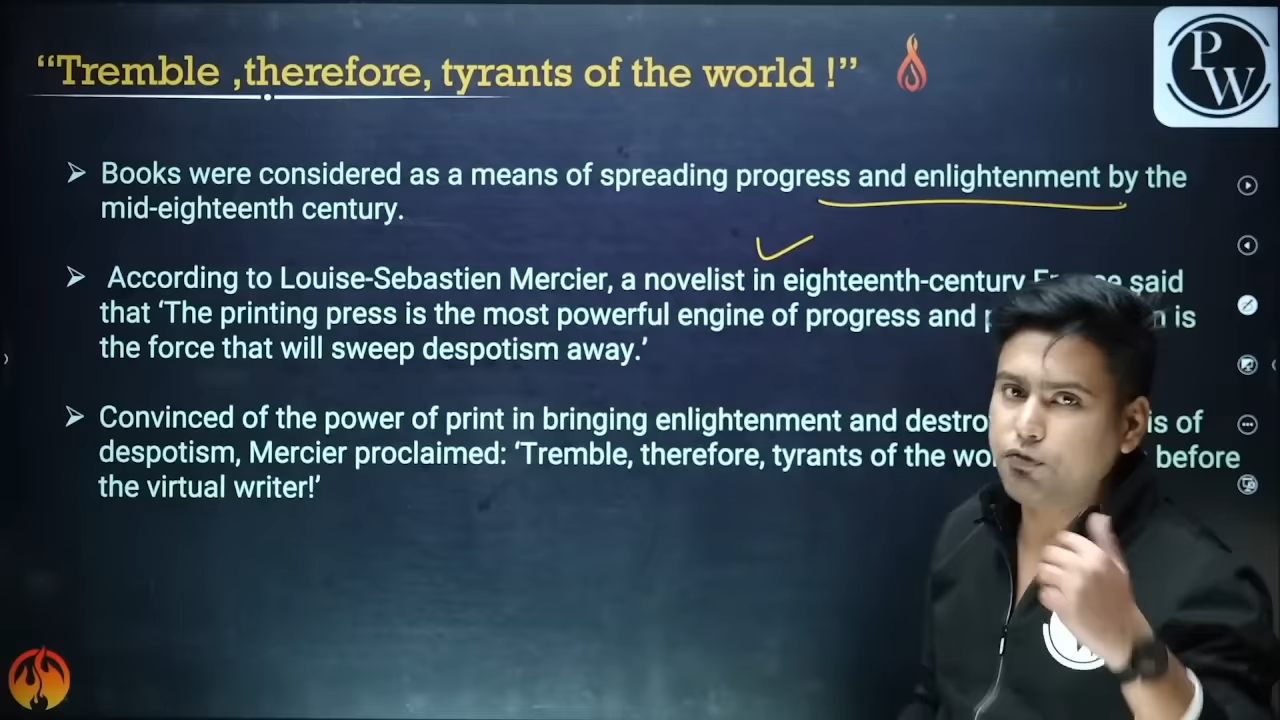 “Tremble ,therefore, tyrants of the world !”
PW
➢ Books were considered as a means of spreading progress and enlightenment by the
mid-eighteenth century.
➢ According to Louise-Sebastien Mercier, a novelist in eighteenth-century said
that ‘The printing press is the most powerful engine of progress and is
the force that will sweep despotism away.’
➢ Convinced of the power of print in bringing enlightenment and of
despotism, Mercier proclaimed: ‘Tremble, therefore, tyrants of the before
the virtual writer!’